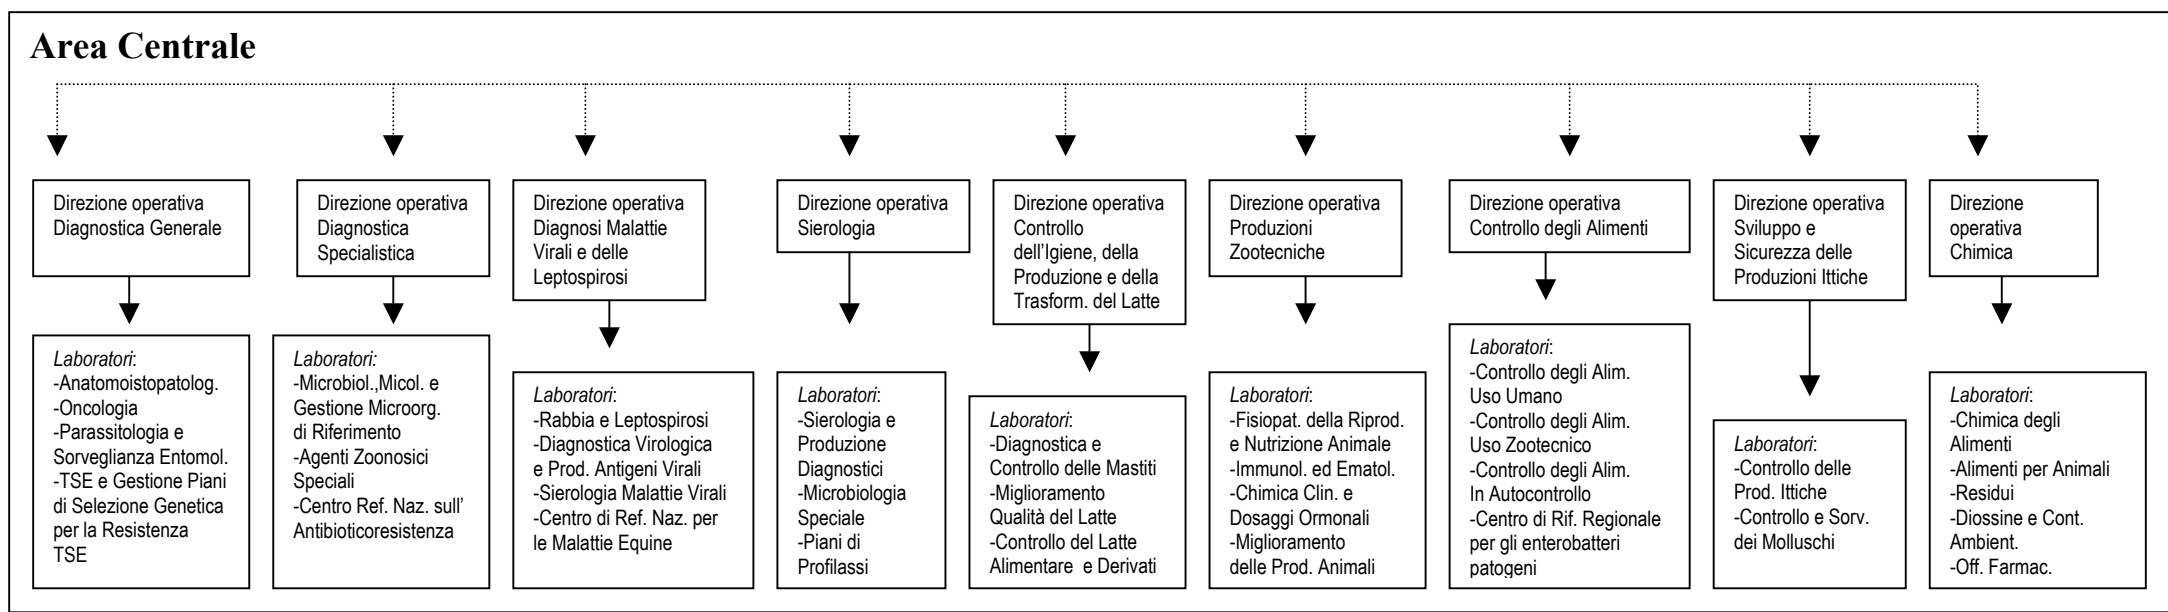 Area Centrale
Direzione operativa
Diagnostica Generale
Direzione operativa
Diagnostica
Specialistica
Direzione operativa
Diagnosi Malattie
Virali e delle
Leptospirosi
Direzione operativa
Sierologia
Direzione operativa
Controllo
dell'Igiene, della
Produzione e della
Trasform. del Latte
Direzione operativa
Produzioni
Zootecniche
Direzione operativa
Controllo degli Alimenti
Direzione operativa
Sviluppo e
Sicurezza delle
Produzioni Ittiche
Direzione
operativa
Chimica
Laboratori:
-Anatomoistopatolog.
-Oncologia
-Parassitologia e
Sorveglianza Entomol.
-TSE e Gestione Piani
di Selezione Genetica
per la Resistenza
TSE
Laboratori:
-Microbiol.,Micol. e
Gestione Microorg.
di Riferimento
-Agenti Zoonosici
Speciali
-Centro Ref. Naz. sull'
Antibioticoresistenza
Laboratori:
-Rabbia e Leptospirosi
-Diagnostica Virologica
e Prod. Antigeni Virali
-Sierologia Malattie Virali
-Centro di Ref. Naz. per
le Malattie Equine
Laboratori:
-Sierologia e
Produzione
Diagnostici
-Microbiologia
Speciale
-Piani di
Profilassi
Laboratori:
-Diagnostica e
Controllo delle Mastiti
-Miglioramento
Qualità del Latte
-Controllo del Latte
Alimentare e Derivati
Laboratori:
-Fisiopat. della Riprod.
e Nutrizione Animale
-Immunol. ed Ematol.
-Chimica Clin. e
Dosaggi Ormonali
-Miglioramento
delle Prod. Animali
Laboratori:
-Controllo degli Alim.
Uso Umano
-Controllo degli Alim.
Uso Zootecnico
-Controllo degli Alim.
In Autocontrollo
-Centro di Rif. Regionale
per gli enterobatteri
patogeni
Laboratori:
-Controllo delle
Prod. Ittiche
-Controllo e Sorv.
dei Molluschi
Laboratori:
-Chimica degli
Alimenti
-Alimenti per Animali
-Residui
-Diossine e Cont.
Ambient.
-Off. Farmac.